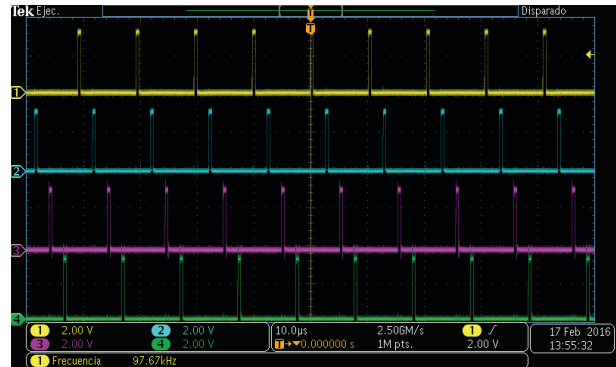 Tek Ejec. Disparado
T
T
1
2
3
4
1 2.00 V 2 2.00 V 10.0µs 2.50GM/s 1 2.00 V
3 2.00 V 4 2.00 V T→▼0.000000 s 1M pts.
17 Feb 2016
13:55:32
1 Frecuencia 97.67kHz